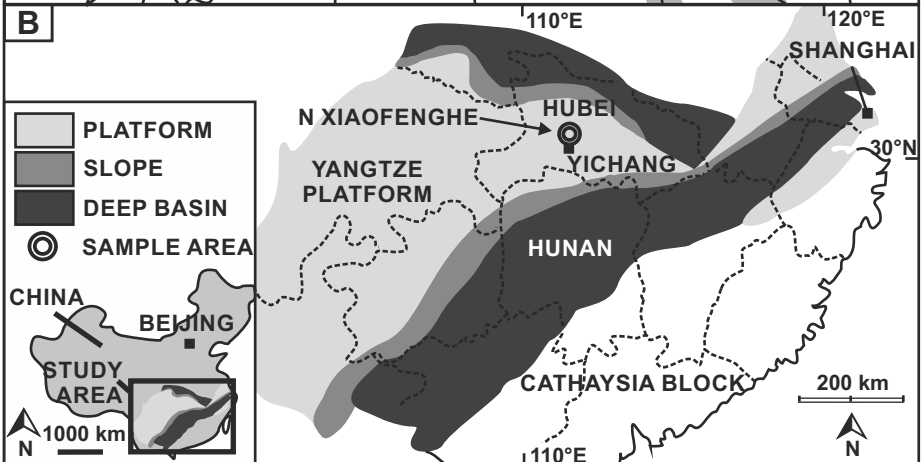 B
110°E
120°E
SHANGHAI
PLATFORM
SLOPE
DEEP BASIN
SAMPLE AREA
N XIAOFENGHE
HUBEI
YICHANG
30°N
YANGTZE
PLATFORM
HUNAN
CATHAYSIA BLOCK
CHINA
BEIJING
STUDY
AREA
N
1000 km
200 km
N
110°E